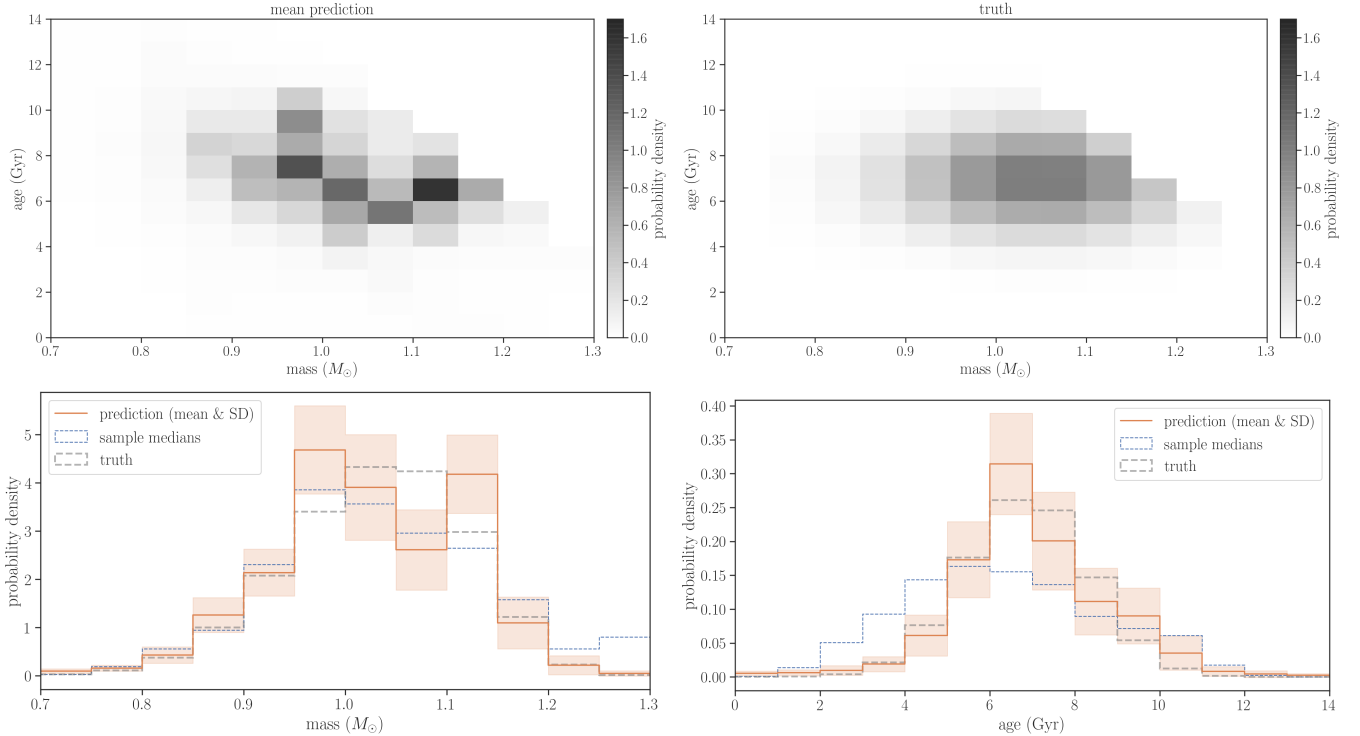 mean prediction
14
12
10
8
6
4
2
0
age (Gyr)
0.7 0.8 0.9 1.0 1.1 1.2 1.3
mass (M⊙)
1.6
1.4
1.2
1.0
0.8
0.6
0.4
0.2
0.0
probability density
truth
14
12
10
8
6
4
2
0
age (Gyr)
0.7 0.8 0.9 1.0 1.1 1.2 1.3
mass (M⊙)
1.6
1.4
1.2
1.0
0.8
0.6
0.4
0.2
0.0
probability density
prediction (mean & SD)
sample medians
truth
5
4
3
2
1
0
probability density
0.7 0.8 0.9 1.0 1.1 1.2 1.3
mass (M⊙)
prediction (mean & SD)
sample medians
truth
0.40
0.35
0.30
0.25
0.20
0.15
0.10
0.05
0.00
probability density
0 2 4 6 8 10 12 14
age (Gyr)